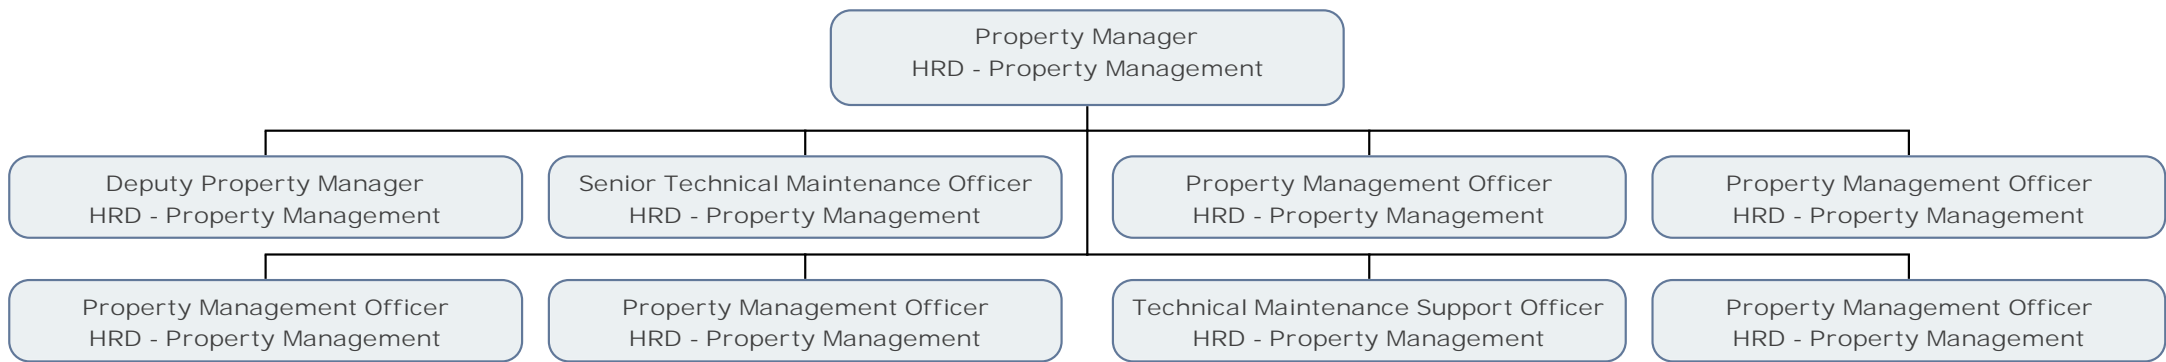 Property Manager
HRD - Property Management
Deputy Property Manager
HRD - Property Management
Senior Technical Maintenance Officer
HRD - Property Management
Property Management Officer
HRD - Property Management
Property Management Officer
HRD - Property Management
Property Management Officer
HRD - Property Management
Property Management Officer
HRD - Property Management
Technical Maintenance Support Officer
HRD - Property Management
Property Management Officer
HRD - Property Management